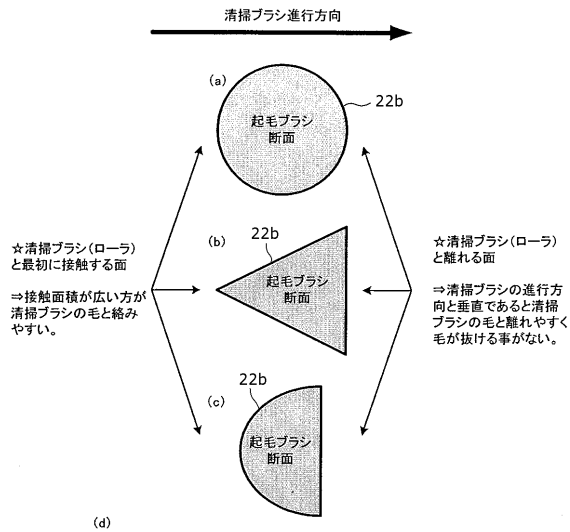 清掃ブラシ進行方向
(a)
22b
起毛ブラシ
断面
☆清掃ブラシ(ローラ)
と最初に接触する面
⇒接触面積が広い方が
清掃ブラシの毛と絡み
やすい。
(b)
22b
起毛ブラシ
断面
☆清掃ブラシ(ローラ)
と離れる面
⇒清掃ブラシの進行方
向と垂直であると清掃
ブラシの毛と離れやすく
毛が抜ける事がない。
(c)
22b
起毛ブラシ
断面
(d)